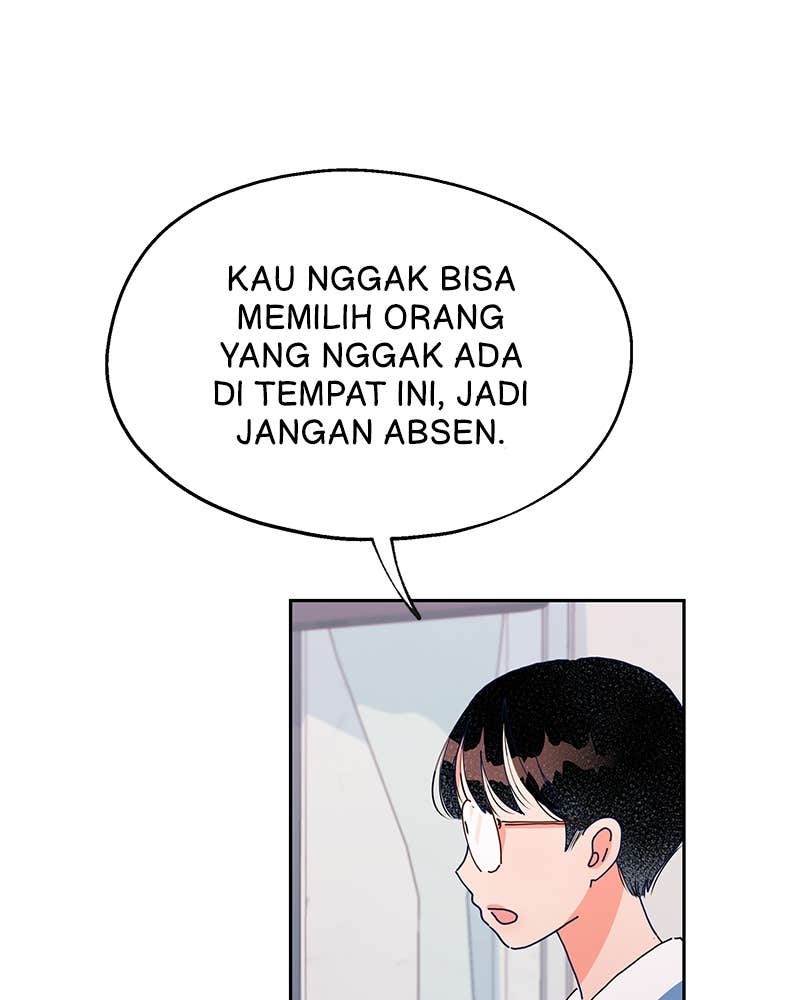 KAU NGGAK BISA
MEMILIH ORANG
YANG NGGAK ADA
DI TEMPAT INI, JADI
JANGAN ABSEN.